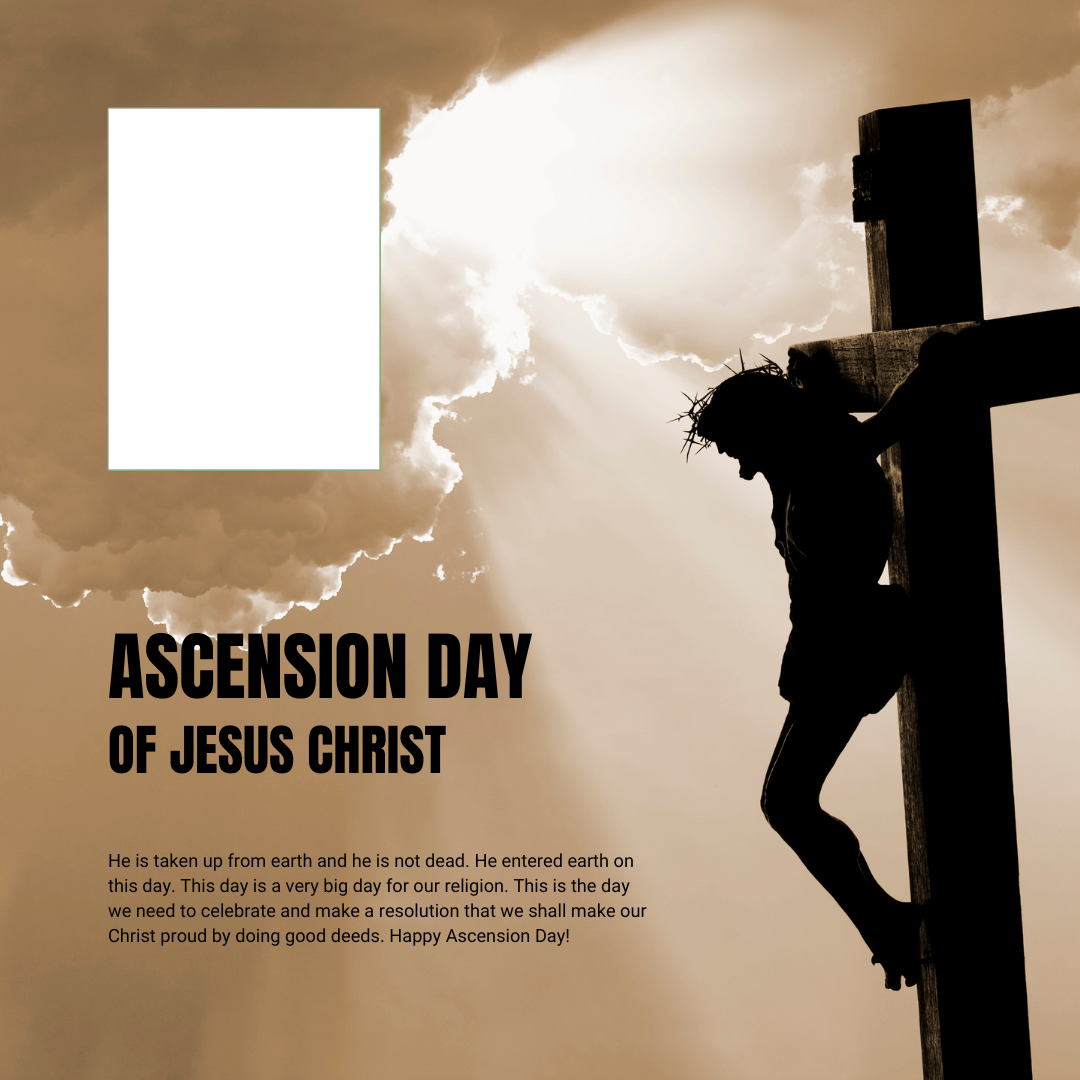 ASCENSION DAY
OF JESUS CHRIST
He is taken up from earth and he is not dead. He entered earth on
this day. This day is a very big day for our religion. This is the day
we need to celebrate and make a resolution that we shall make our
Christ proud by doing good deeds. Happy Ascension Day!